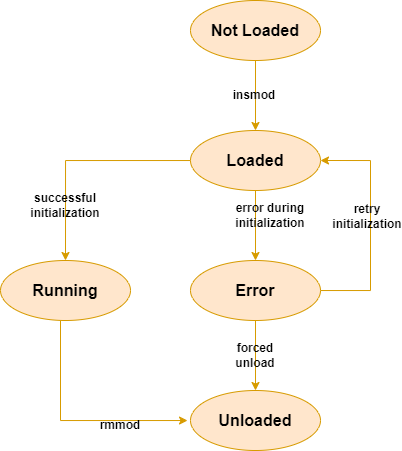 Not Loaded
insmod
Loaded
successful
initialization
error during
initialization
retry
initialization
Running
Error
forced
unload
rmmod
Unloaded